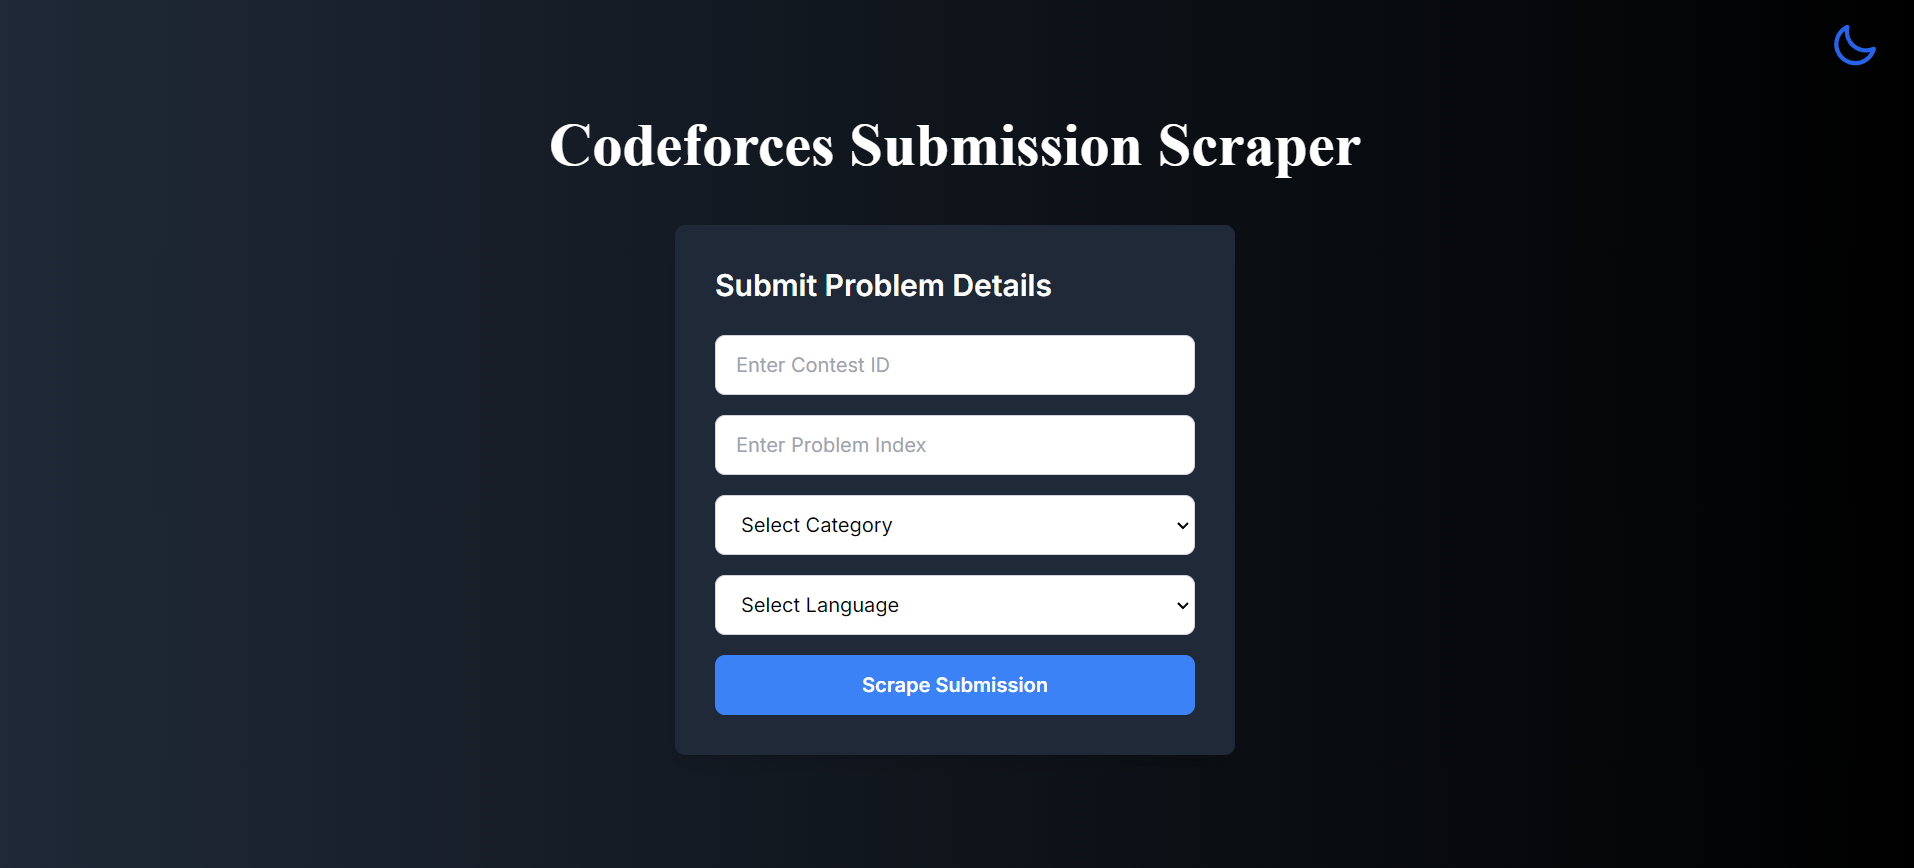 Codeforces Submission Scraper
Submit Problem Details
Enter Contest ID
Enter Problem Index
Select Category
Select Language
Scrape Submission